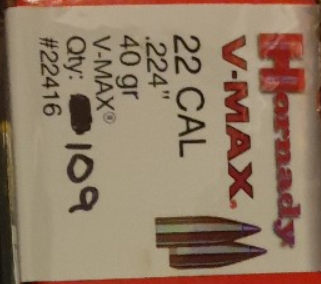 Hornady
V-MAX®
22 CAL
.224"
40 gr
V-MAX®
Qty: 109
#22416